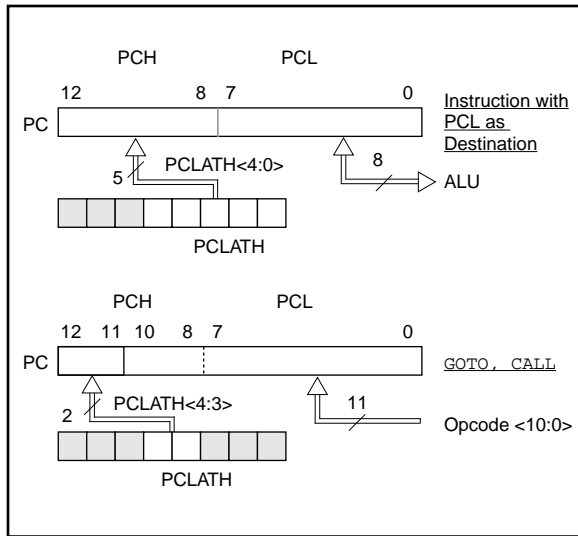 PCH PCL
12 8 7 0
PC
Instruction with
PCL as
Destination
5 PCLATH<4:0> 8 ALU
PCLATH
PCH PCL
12 11 10 8 7 0
PC GOTO, CALL
2 PCLATH<4:3> 11 Opcode <10:0>
PCLATH